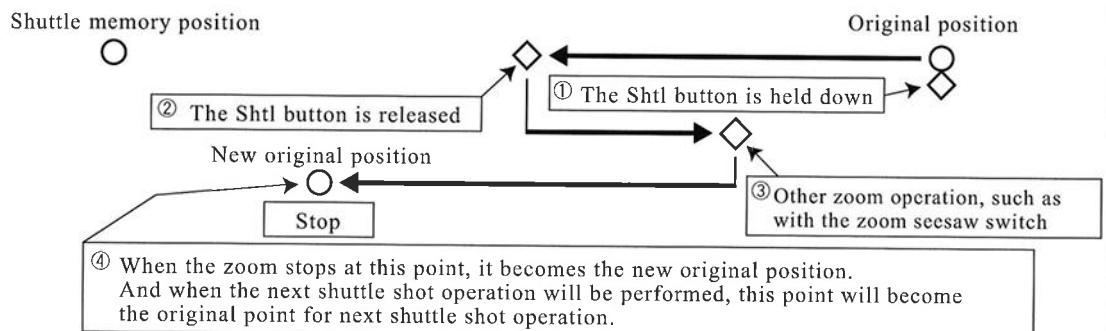 Shuttle memory position
Original position
① The Shtl button is held down
② The Shtl button is released
New original position
③ Other zoom operation, such as
with the zoom seesaw switch
Stop
④ When the zoom stops at this point, it becomes the new original position.
And when the next shuttle shot operation will be performed, this point will become
the original point for next shuttle shot operation.